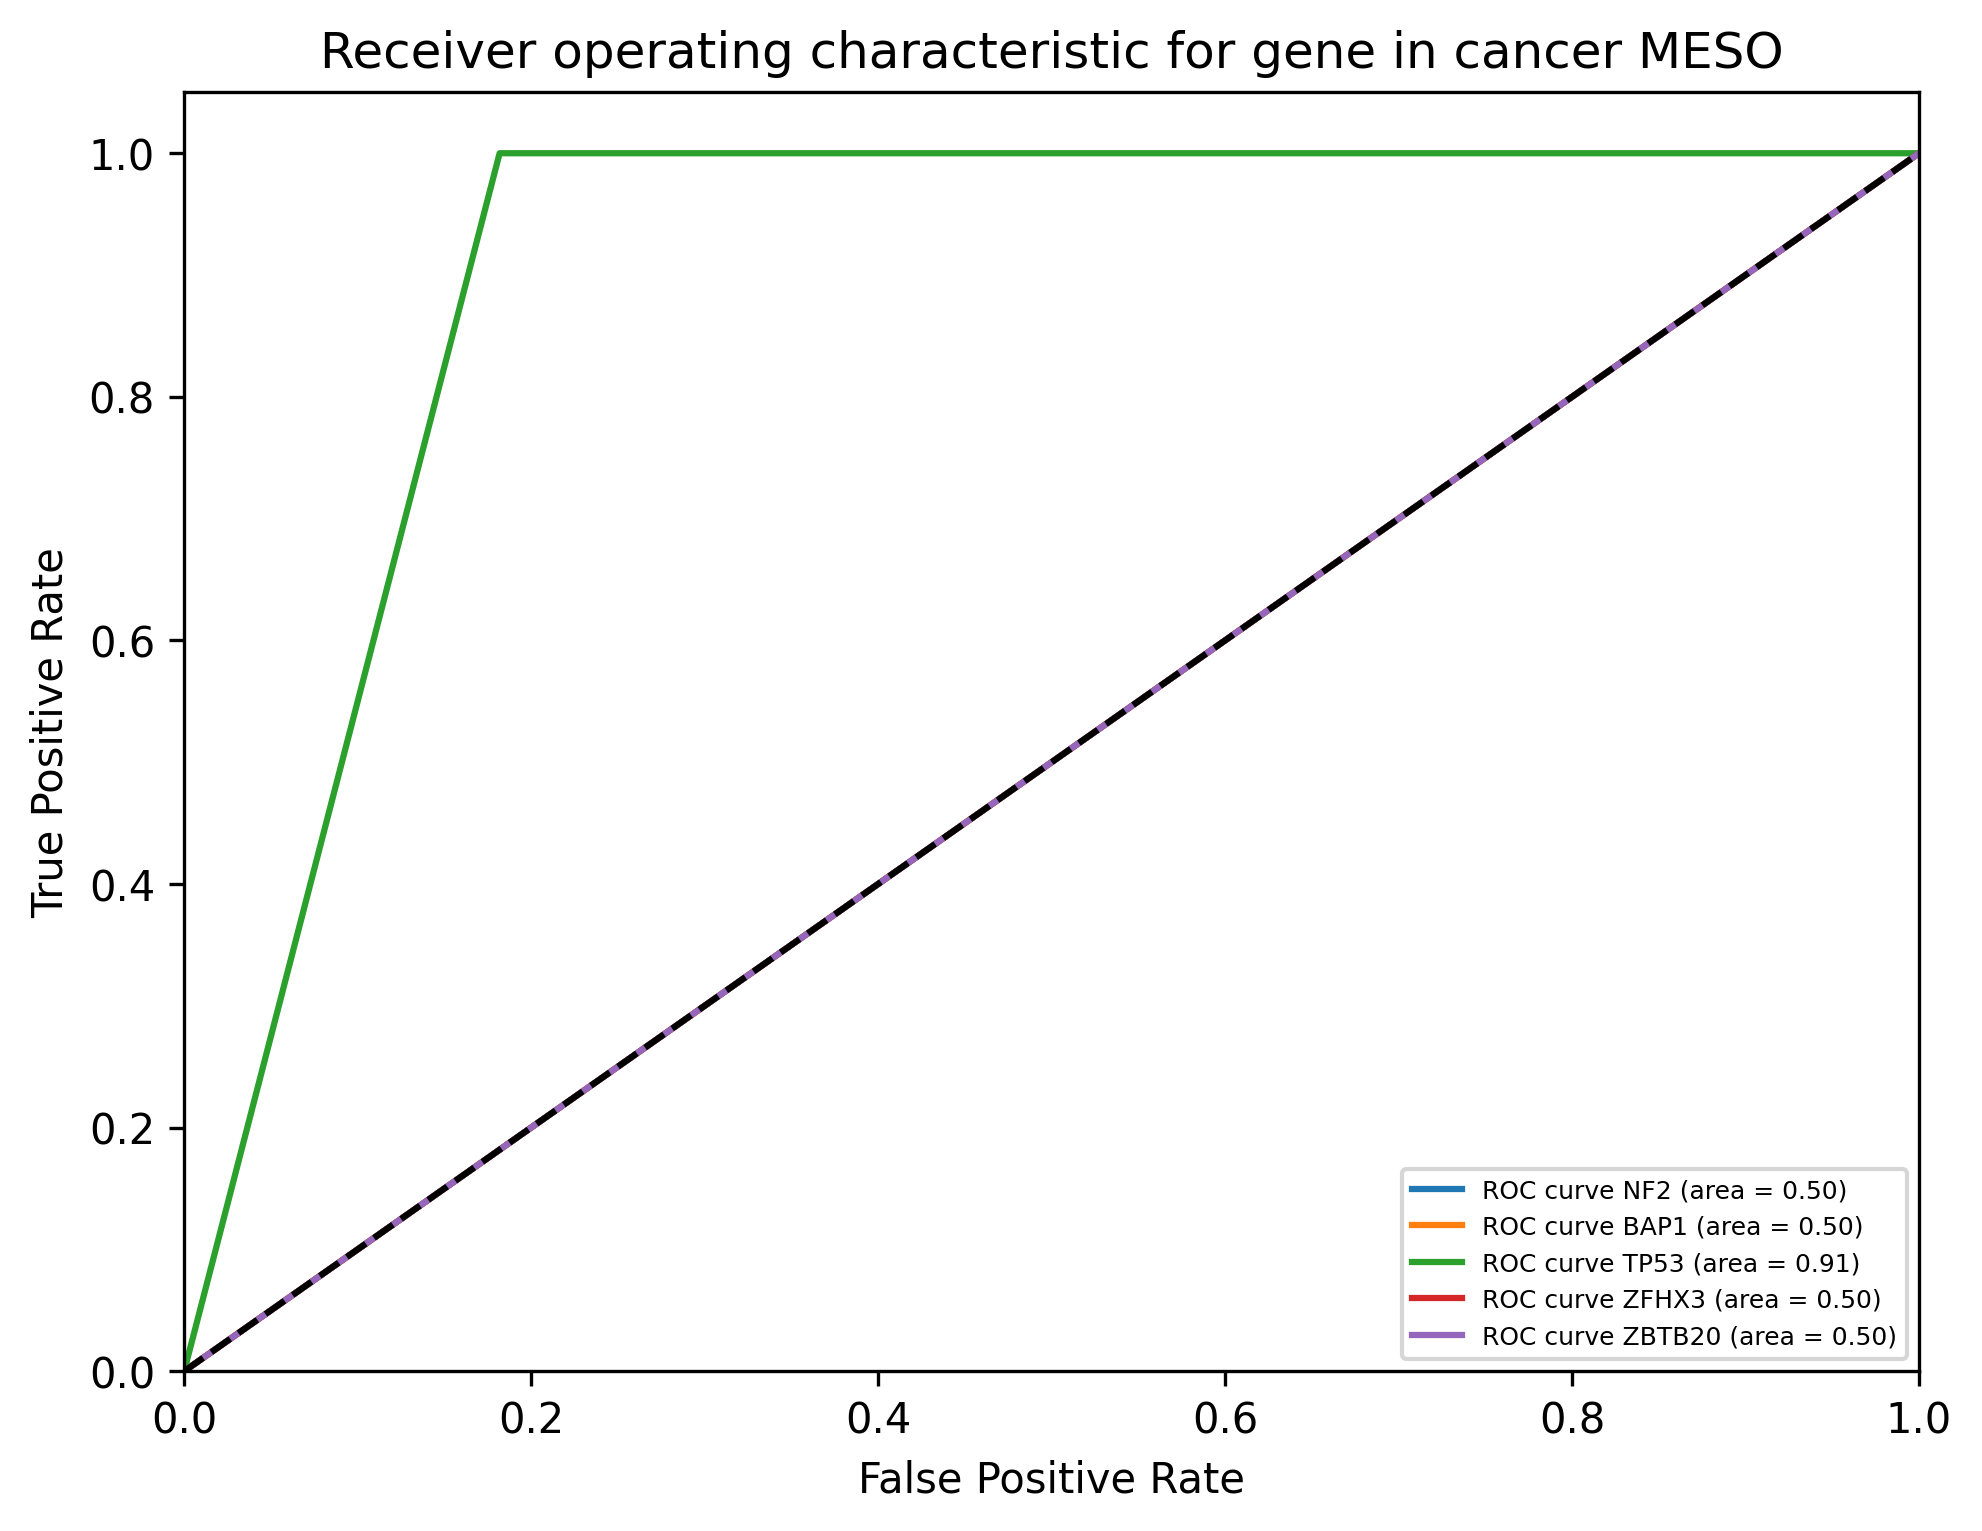 Receiver operating characteristic for gene in cancer MESO
True Positive Rate
1.0
0.8
0.6
0.4
0.2
0.0
0.0 0.2 0.4 0.6 0.8 1.0
False Positive Rate
ROC curve NF2 (area = 0.50)
ROC curve BAP1 (area = 0.50)
ROC curve TP53 (area = 0.91)
ROC curve ZFHX3 (area = 0.50)
ROC curve ZBTB20 (area = 0.50)